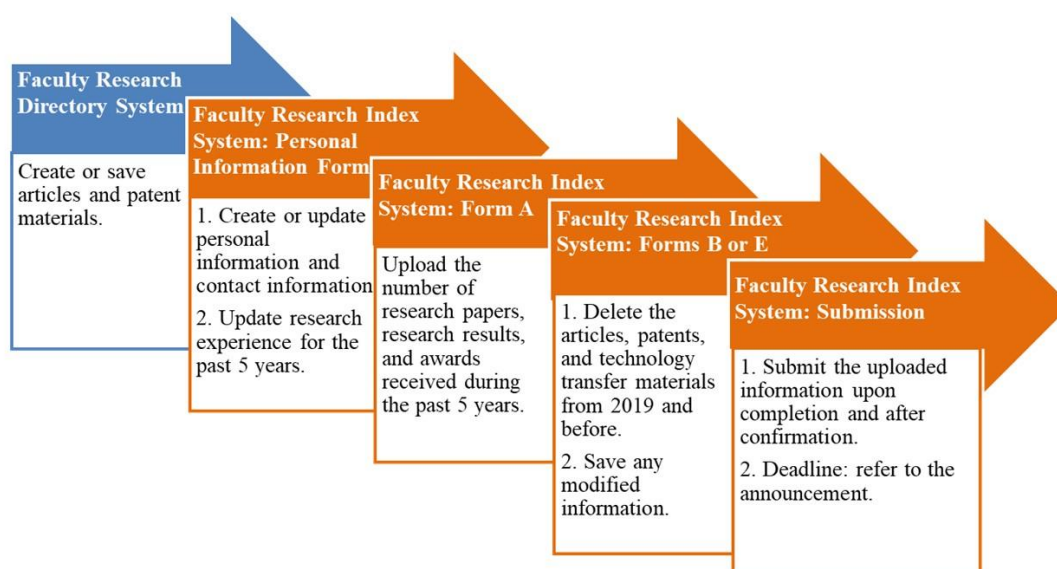 Faculty Research
Directory System
Create or save
articles and patent
materials.
Faculty Research Index
System: Personal
Information Form
1. Create or update
personal
information and
contact information
2. Update research
experience for the
past 5 years.
Faculty Research Index
System: Form A
Upload the
number of
research papers,
research results,
and awards
received during
the past 5 years.
Faculty Research Index
System: Forms B or E
1. Delete the
articles, patents,
and technology
transfer materials
from 2019 and
before.
2. Save any
modified
information.
Faculty Research Index
System: Submission
1. Submit the uploaded
information upon
completion and after
confirmation.
2. Deadline: refer to the
announcement.